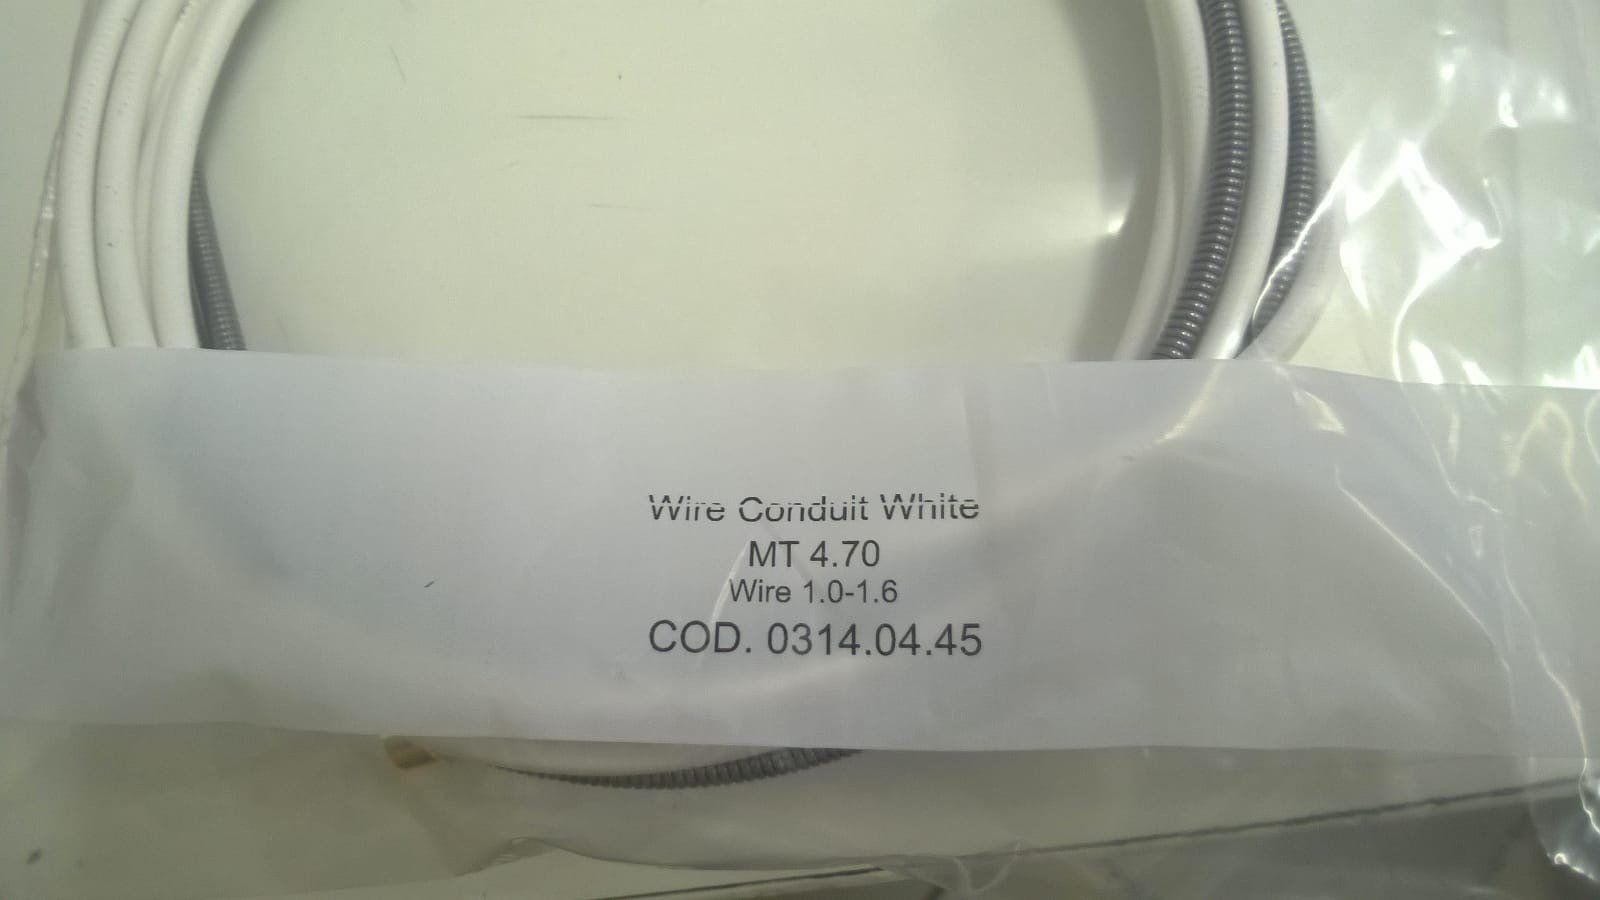 Wire Conduit White
MT 4.70
Wire 1.0-1.6
COD. 0314.04.45